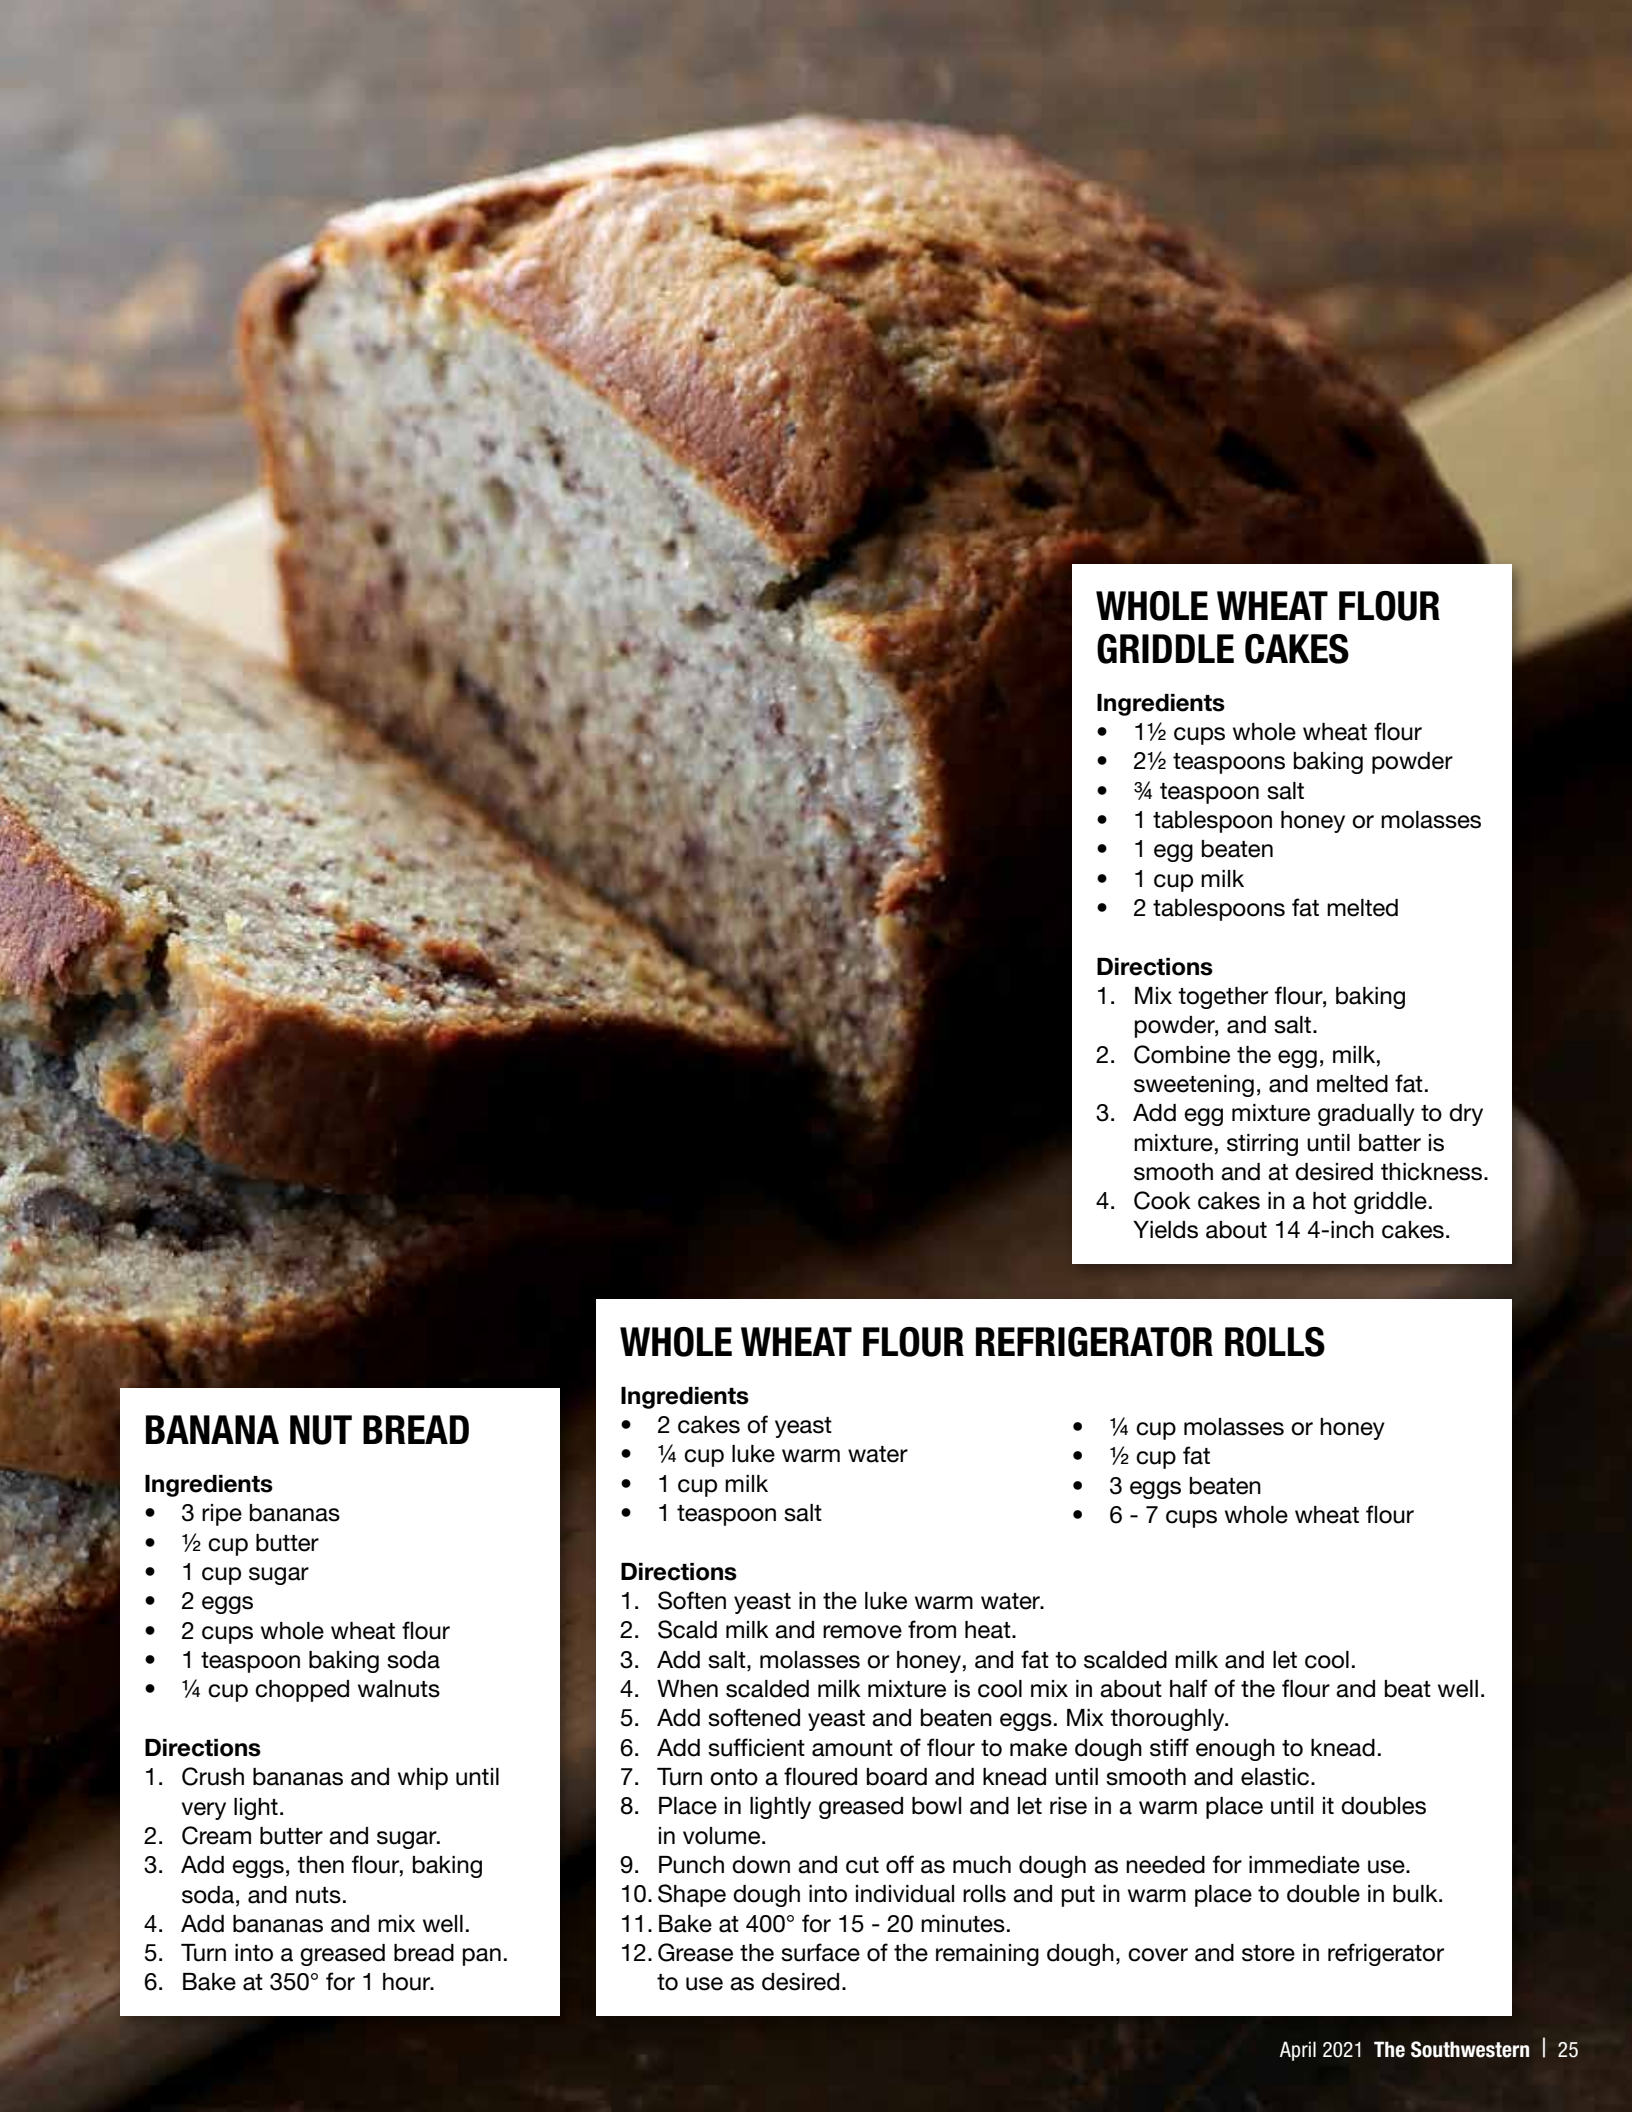 WHOLE WHEAT FLOUR
GRIDDLE CAKES
Ingredients
• 1½ cups whole wheat flour
• 2½ teaspoons baking powder
• ¾ teaspoon salt
• 1 tablespoon honey or molasses
• 1 egg beaten
• 1 cup milk
• 2 tablespoons fat melted
Directions
1. Mix together flour, baking
powder, and salt.
2. Combine the egg, milk,
sweetening, and melted fat.
3. Add egg mixture gradually to dry
mixture, stirring until batter is
smooth and at desired thickness.
4. Cook cakes in a hot griddle.
Yields about 14 4-inch cakes.
WHOLE WHEAT FLOUR REFRIGERATOR ROLLS
Ingredients
• 2 cakes of yeast
• ¼ cup luke warm water
• 1 cup milk
• 1 teaspoon salt
• ¼ cup molasses or honey
• ½ cup fat
• 3 eggs beaten
• 6 - 7 cups whole wheat flour
Directions
1. Soften yeast in the luke warm water.
2. Scald milk and remove from heat.
3. Add salt, molasses or honey, and fat to scalded milk and let cool.
4. When scalded milk mixture is cool mix in about half of the flour and beat well.
5. Add softened yeast and beaten eggs. Mix thoroughly.
6. Add sufficient amount of flour to make dough stiff enough to knead.
7. Turn onto a floured board and knead until smooth and elastic.
8. Place in lightly greased bowl and let rise in a warm place until it doubles
in volume.
9. Punch down and cut off as much dough as needed for immediate use.
10. Shape dough into individual rolls and put in warm place to double in bulk.
11. Bake at 400° for 15 - 20 minutes.
12. Grease the surface of the remaining dough, cover and store in refrigerator
to use as desired.
BANANA NUT BREAD
Ingredients
• 3 ripe bananas
• ½ cup butter
• 1 cup sugar
• 2 eggs
• 2 cups whole wheat flour
• 1 teaspoon baking soda
• ¼ cup chopped walnuts
Directions
1. Crush bananas and whip until
very light.
2. Cream butter and sugar.
3. Add eggs, then flour, baking
soda, and nuts.
4. Add bananas and mix well.
5. Turn into a greased bread pan.
6. Bake at 350° for 1 hour.
April 2021 The Southwestern | 25